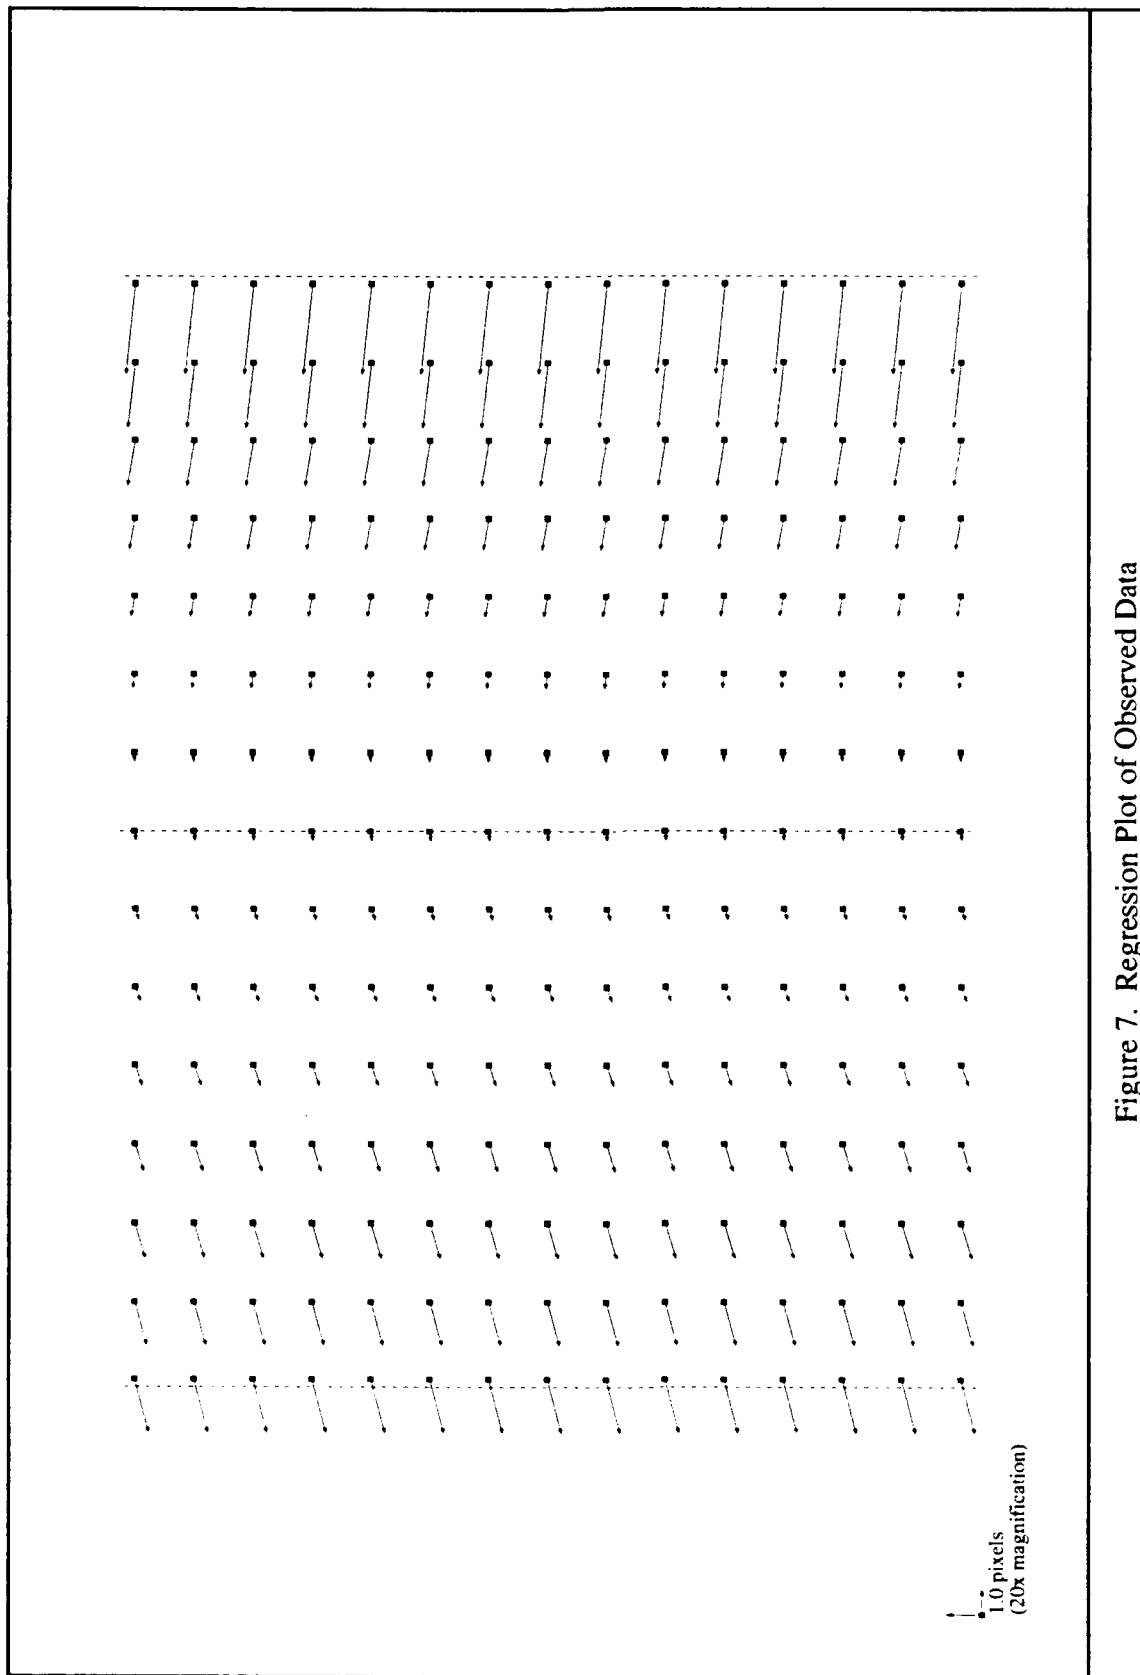 1.0 pixels
(20x magnification)
Figure 7. Regression Plot of Observed Data